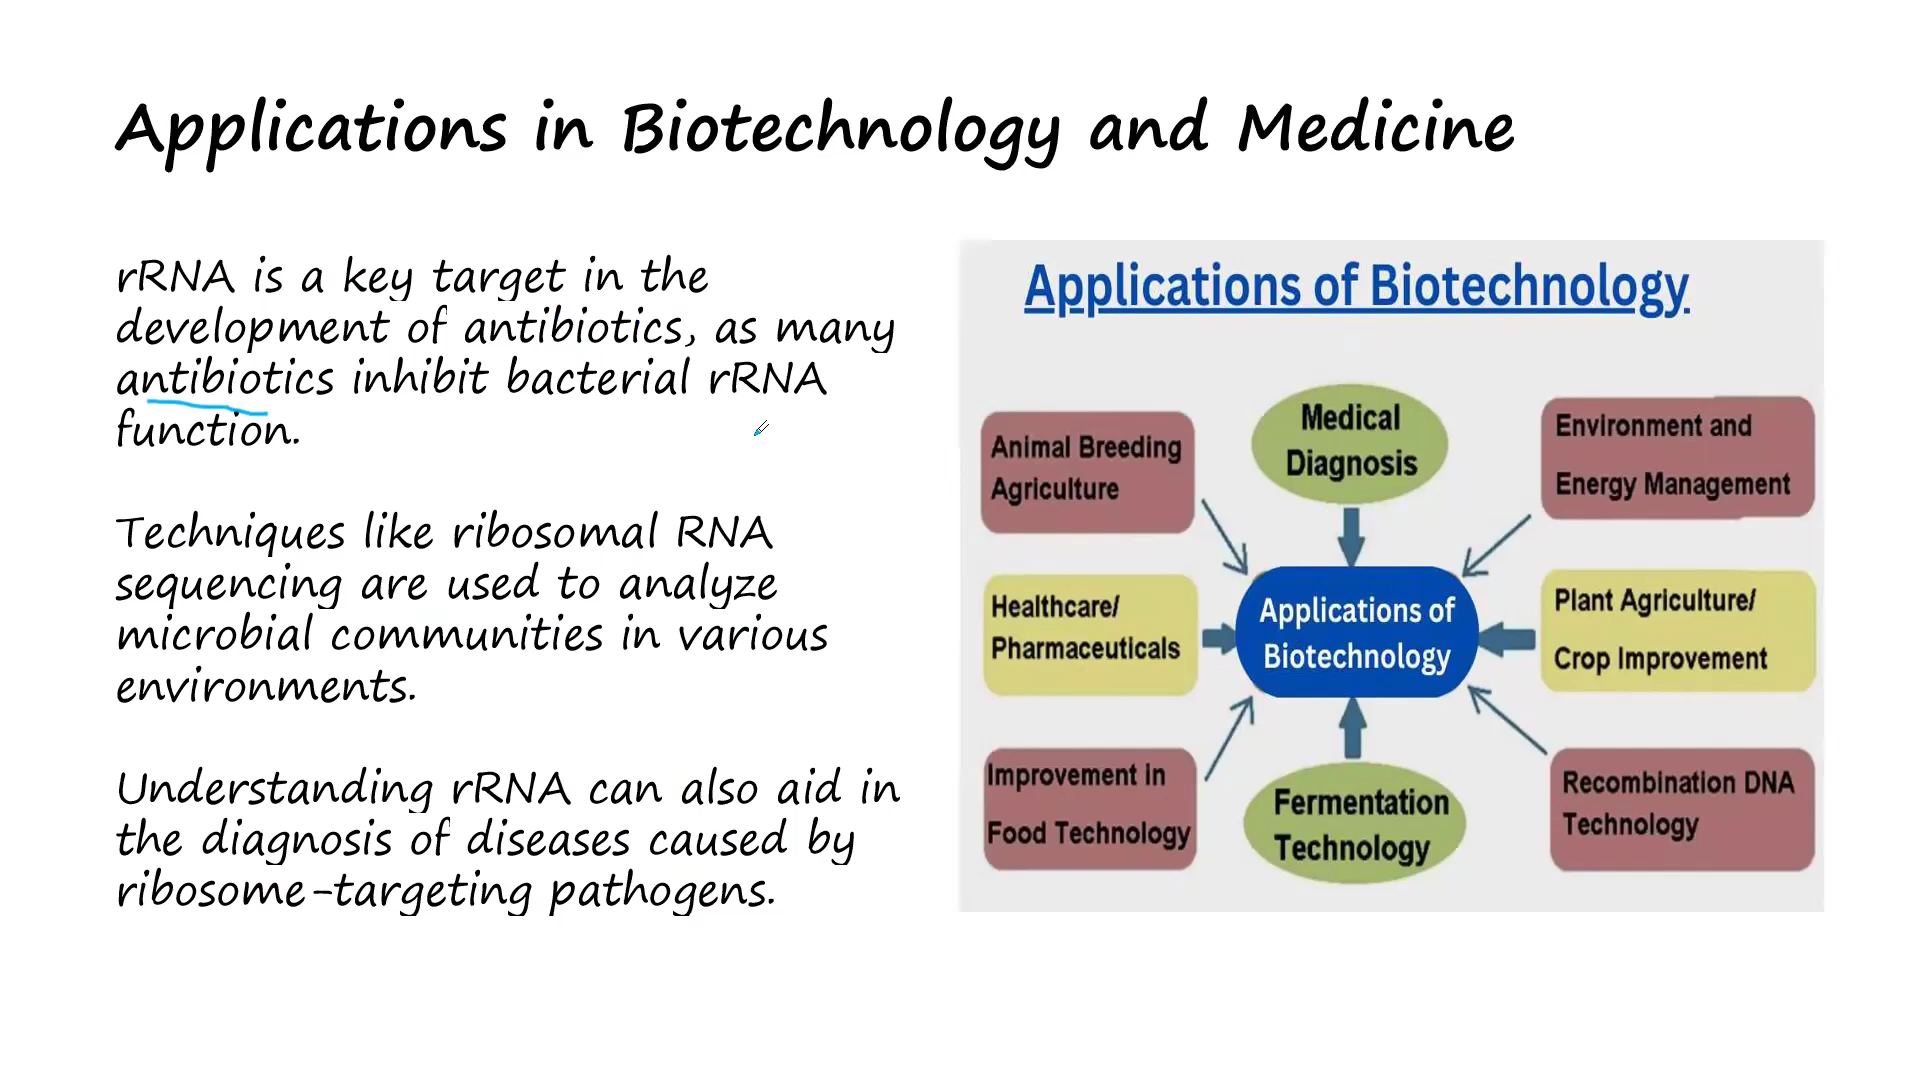 Applications in Biotechnology and Medicine
rRNA is a key target in the
development of antibiotics, as many
antibiotics inhibit bacterial rRNA
function.
Techniques like ribosomal RNA
sequencing are used to analyze
microbial communities in various
environments.
Understanding rRNA can also aid in
the diagnosis of diseases caused by
ribosome-targeting pathogens.
Applications of Biotechnology
Medical
Diagnosis
Animal Breeding
Agriculture
Environment and
Energy Management
Healthcare/
Pharmaceuticals
Applications of
Biotechnology
Plant Agriculture/
Crop Improvement
Improvement in
Food Technology
Fermentation
Technology
Recombination DNA
Technology